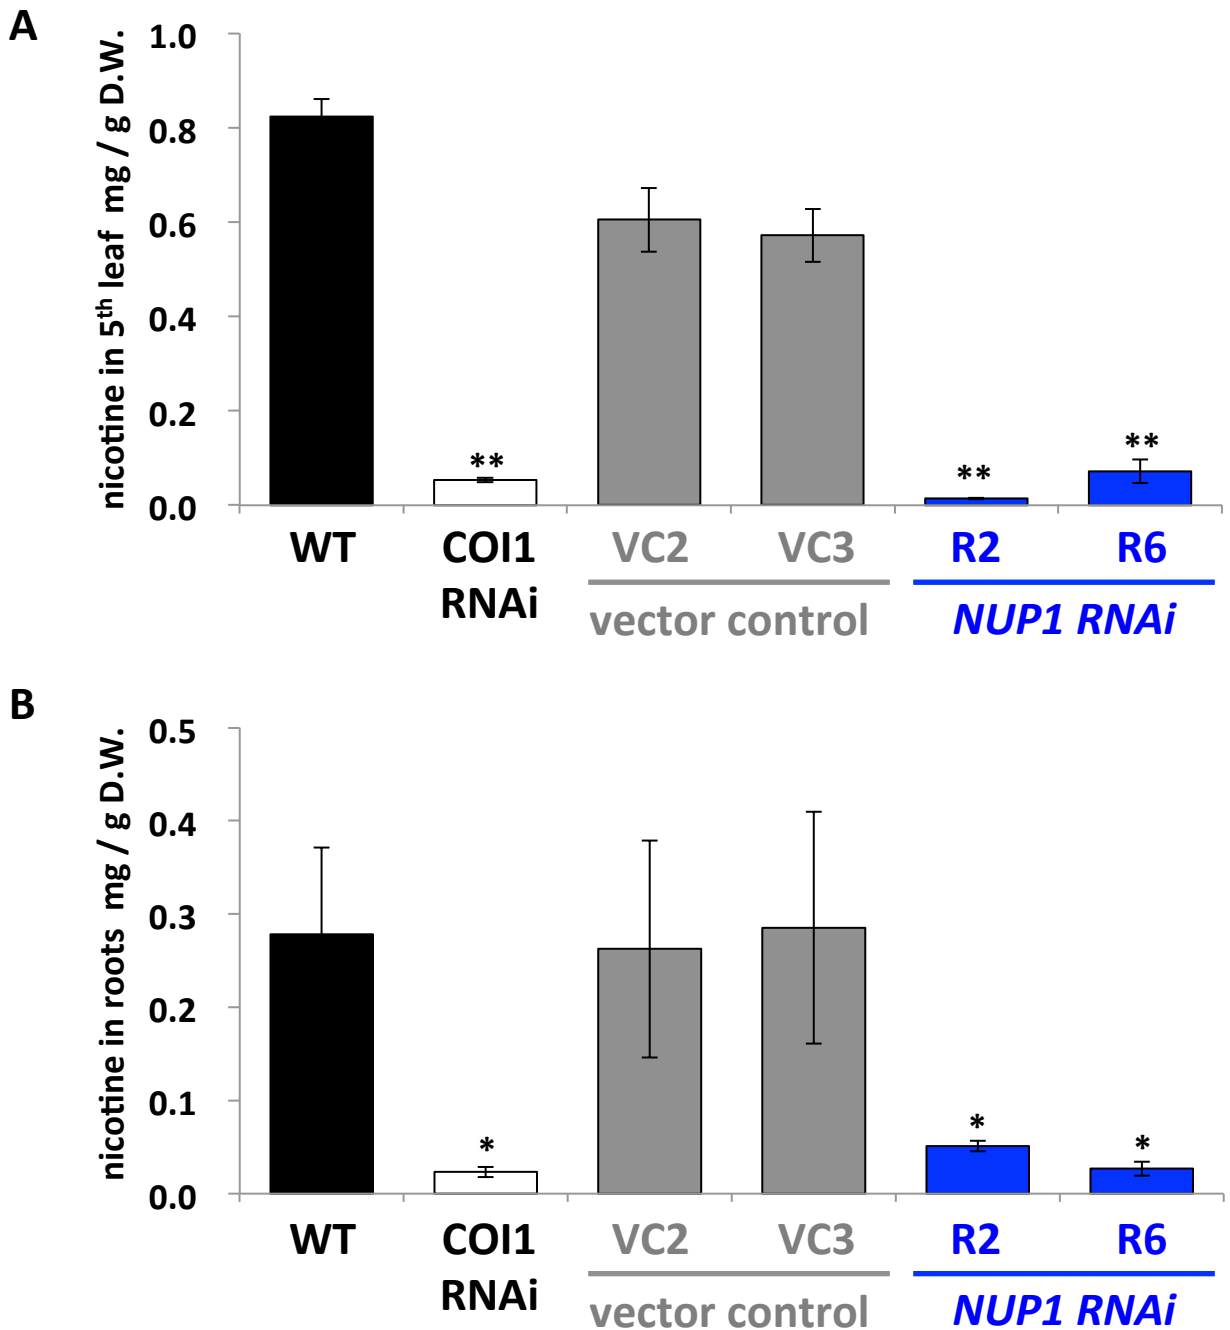 A
nicotine in 5th leaf mg / g D.W.
1.0
0.8
0.6
0.4
0.2
0.0
**
**
**
WT
COI1
RNAi
VC2
VC3
R2
R6
vector control
NUP1 RNAi
B
nicotine in roots mg / g D.W.
0.5
0.4
0.3
0.2
0.1
0.0
*
*
*
WT
COI1
RNAi
VC2
VC3
R2
R6
vector control
NUP1 RNAi